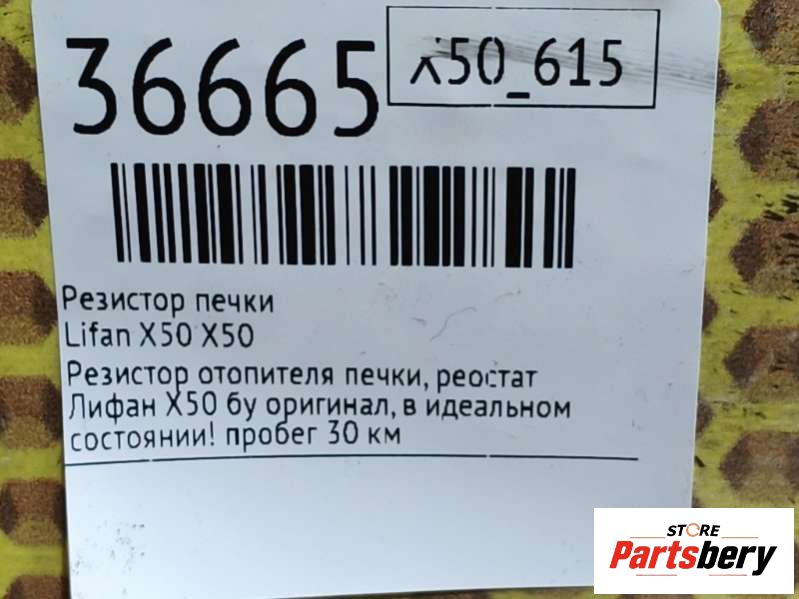 36665
X50_615
Резистор печки
Lifan X50 X50
Резистор отопителя печки, реостат
Лифан X50 бу оригинал, в идеальном
состоянии! пробег 30 км
STORE
Partsbery